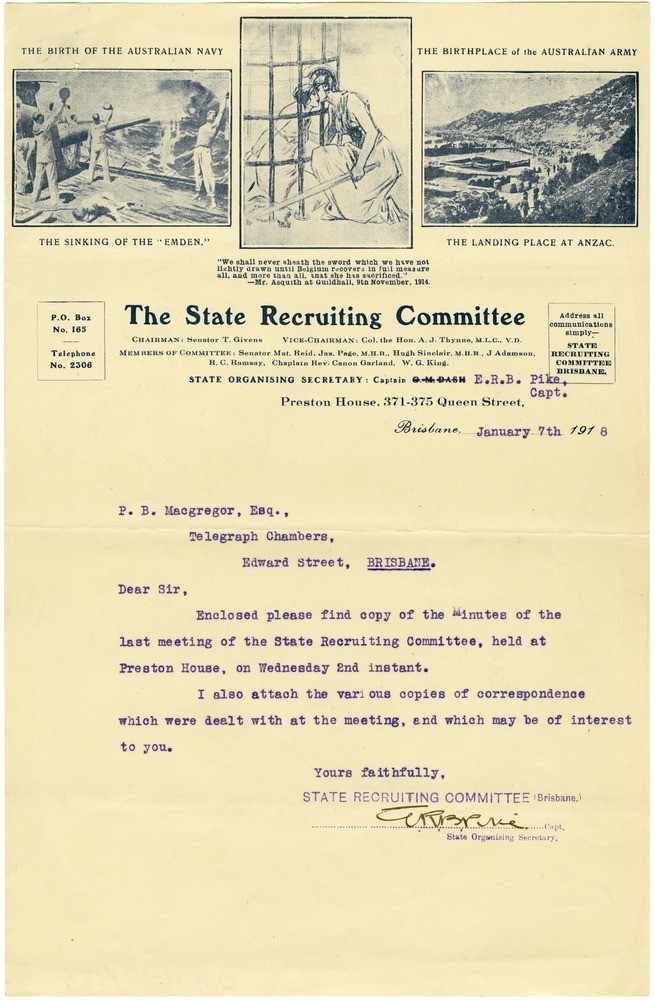 THE BIRTH OF THE AUSTRALIAN NAVY
THE BIRTHPLACE of the AUSTRALIAN ARMY
THE SINKING OF THE "EMDEN."
THE LANDING PLACE AT ANZAC.
"We shall never sheath the sword which we have not
lightly drawn until Belgium recovers in full measure
all, and more than all, that she has sacrificed."
—Mr. Asquith at Guildhall, 9th November, 1914.
P.O. Box
No. 165
Telephone
No. 2306
The State Recruiting Committee
CHAIRMAN: Senator T. Givens VICE-CHAIRMAN: Col. the Hon. A. J. Thynne, M.L.C., V.D.
MEMBERS OF COMMITTEE: Senator Mat. Reid, Jas. Page, M.H.R., Hugh Sinclair, M.H.R., J Adamson,
R. C. Ramsay, Chaplain Rev. Canon Garland, W. G. King.
STATE ORGANISING SECRETARY: Captain G. M. DASH E.R.B. Pike,
Capt.
Preston House, 371-375 Queen Street,
Address all
communications
simply—
STATE
RECRUITING
COMMITTEE
BRISBANE.
Brisbane, January 7th 1918
P. B. Macgregor, Esq.,
Telegraph Chambers,
Edward Street, BRISBANE.
Dear Sir,
Enclosed please find copy of the Minutes of the
last meeting of the State Recruiting Committee, held at
Preston House, on Wednesday 2nd instant.
I also attach the various copies of correspondence
which were dealt with at the meeting, and which may be of interest
to you.
Yours faithfully,
STATE RECRUITING COMMITTEE (Brisbane.)
E.R.B. Pike. Capt,
State Organising Secretary.